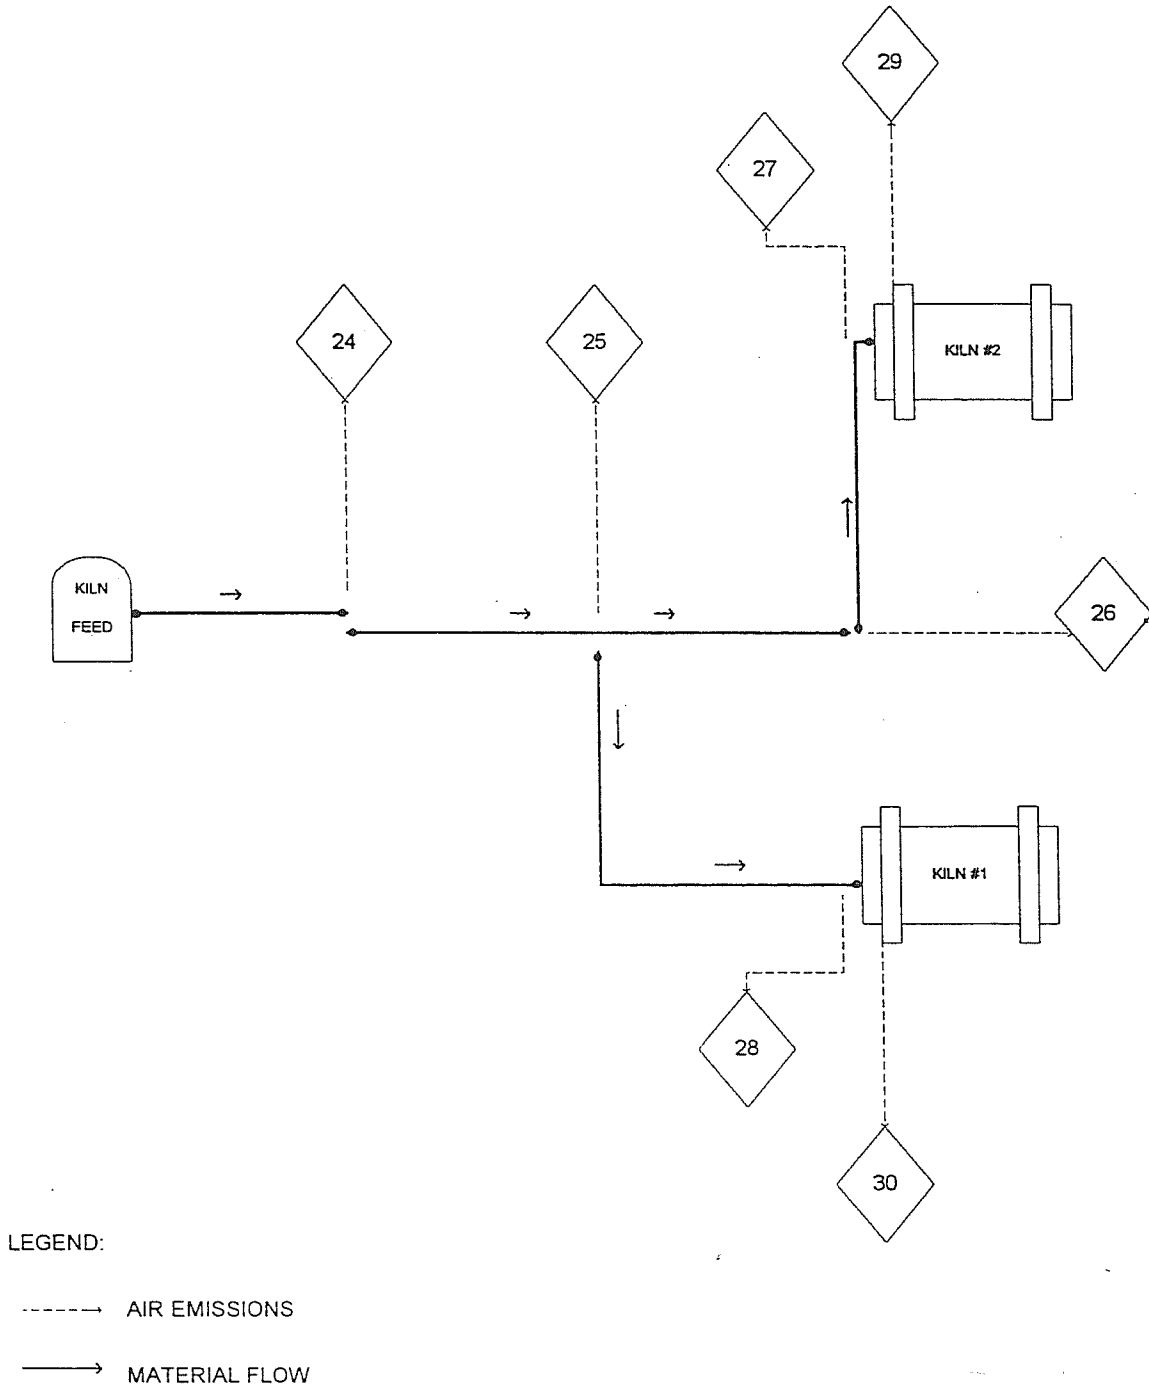 29
27
24
25
KILN #2
KILN
FEED
26
KILN #1
28
30
LEGEND:
AIR EMISSIONS
MATERIAL FLOW